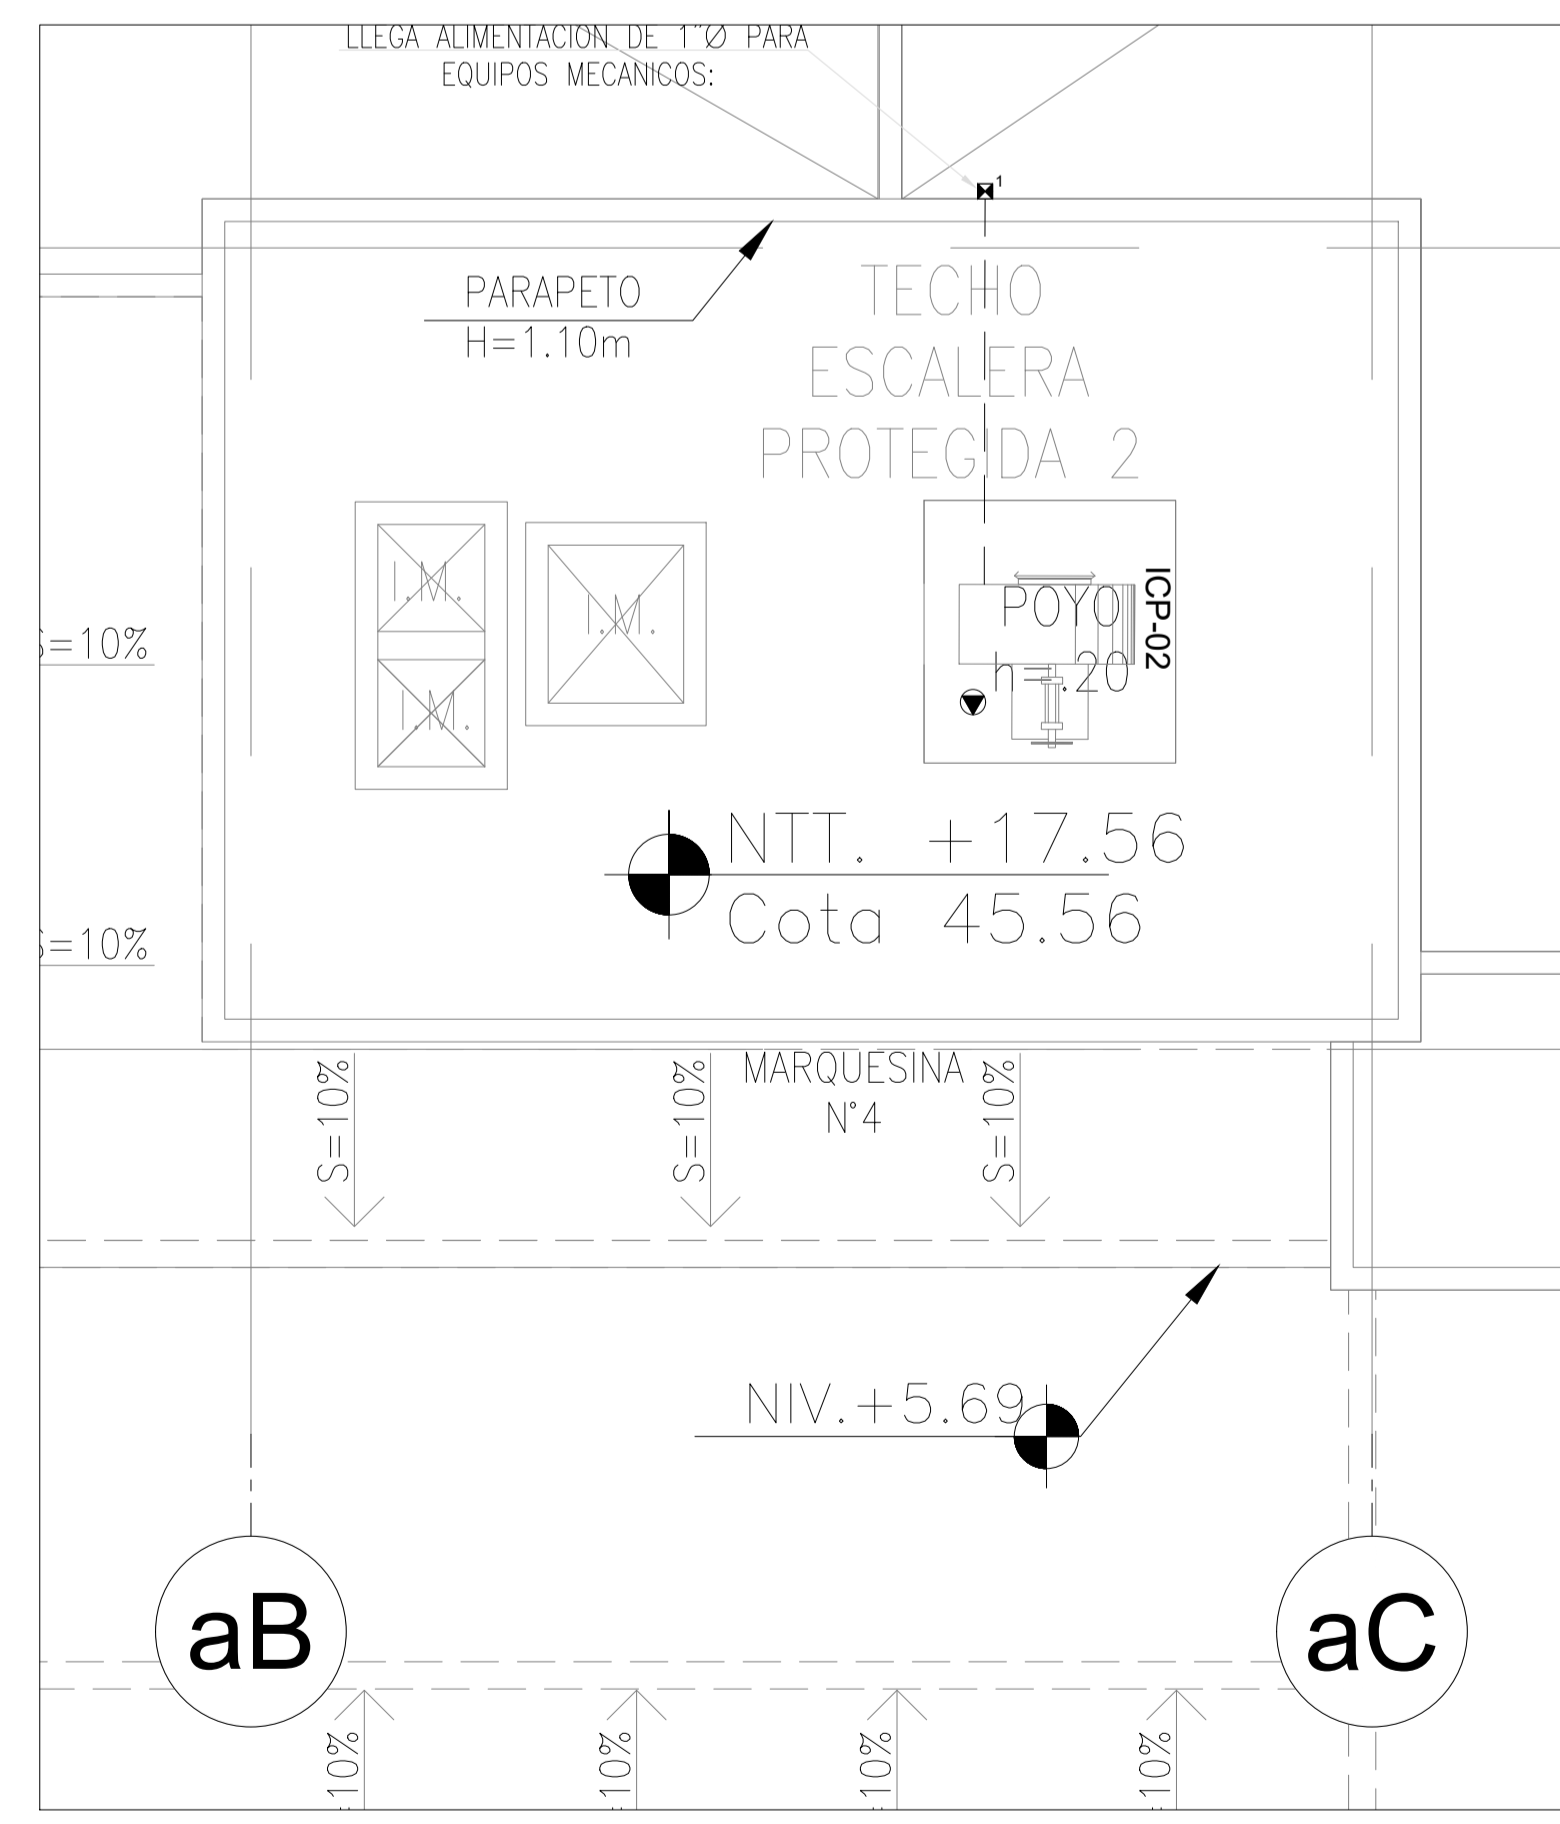 LLEGA ALIMENTACION DE 1"Ø PARA
EQUIPOS MECANICOS:
1
PARAPETO
H=1.10m
TECHO
ESCALERA
PROTEGIDA 2
I.M.
I.M.
I.M.
POYO
ICP-02
=10%
=10%
NTT. +17.56
Cota 45.56
S=10%
S=10%
MARQUESINA
N°4
S=10%
NIV.+5.69
aB
aC
10%
10%
10%
10%